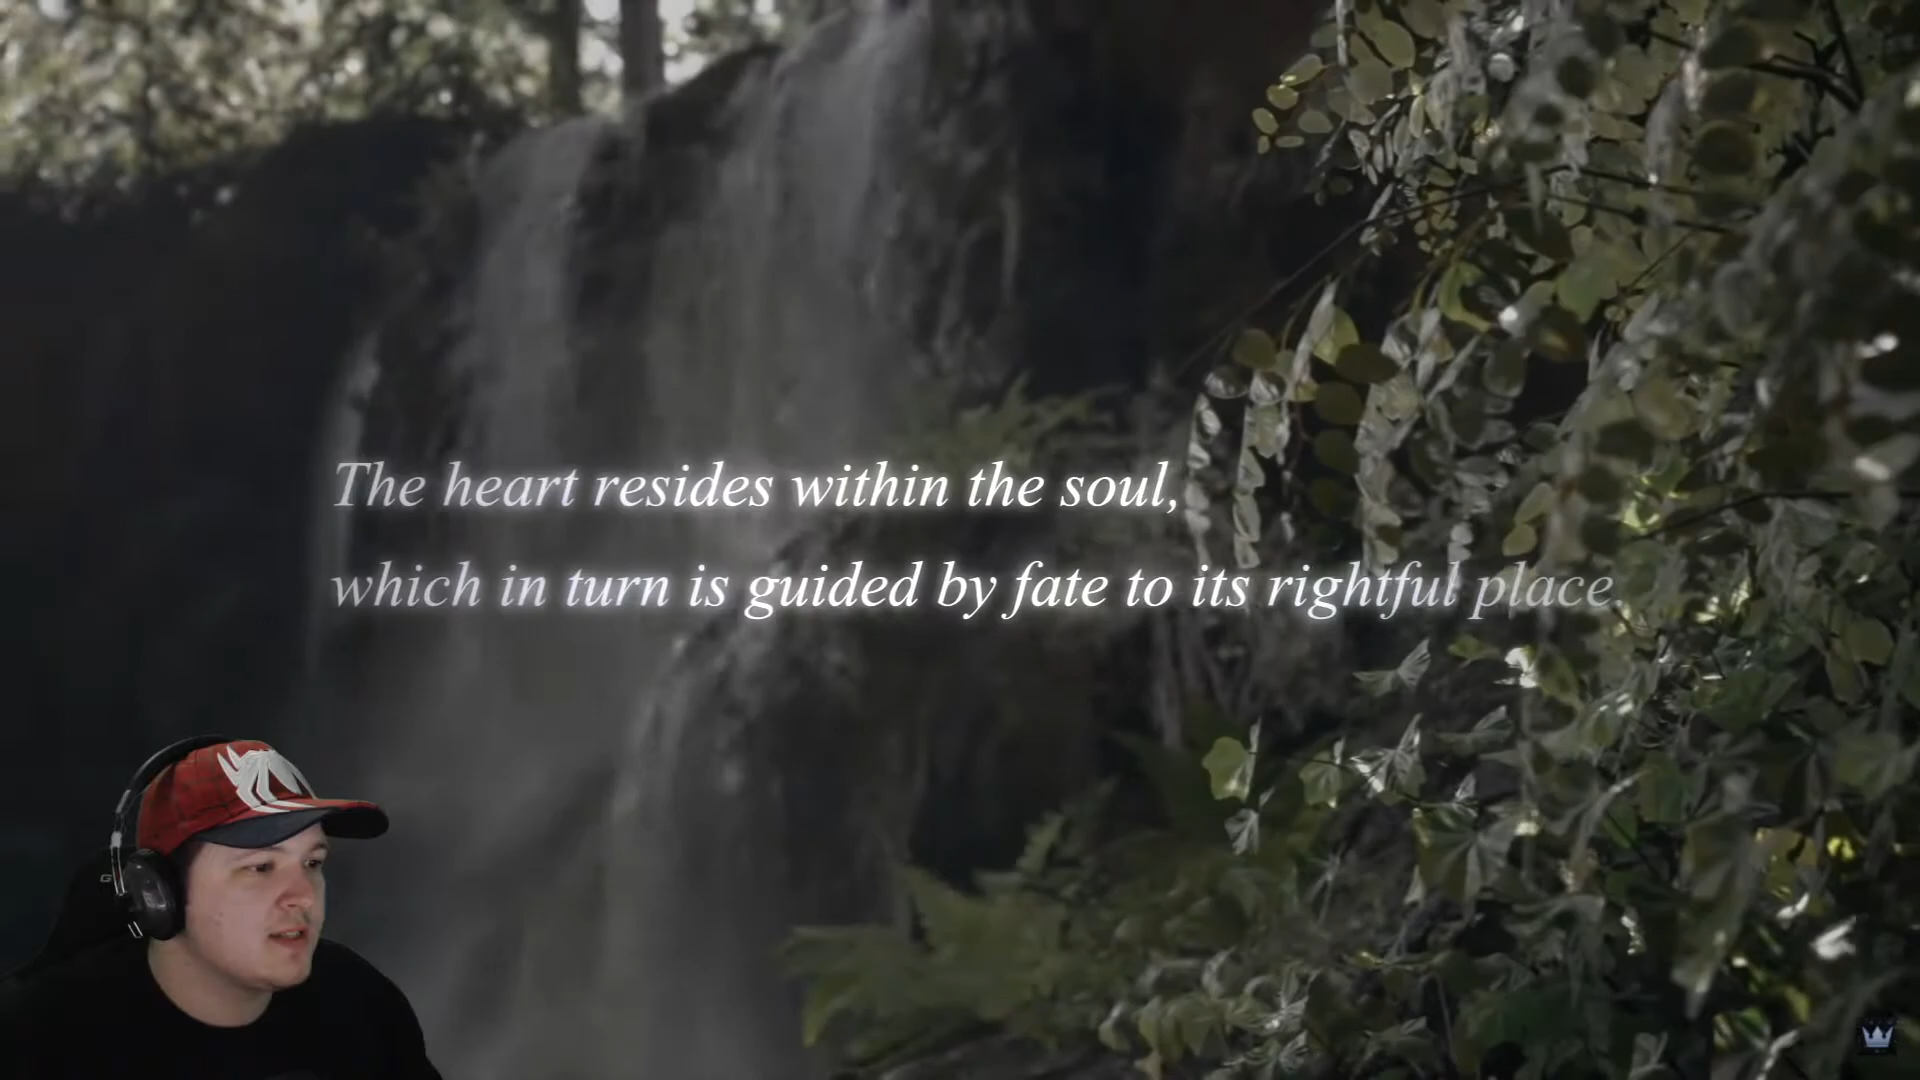 The heart resides within the soul,
which in turn is guided by fate to its rightful place.